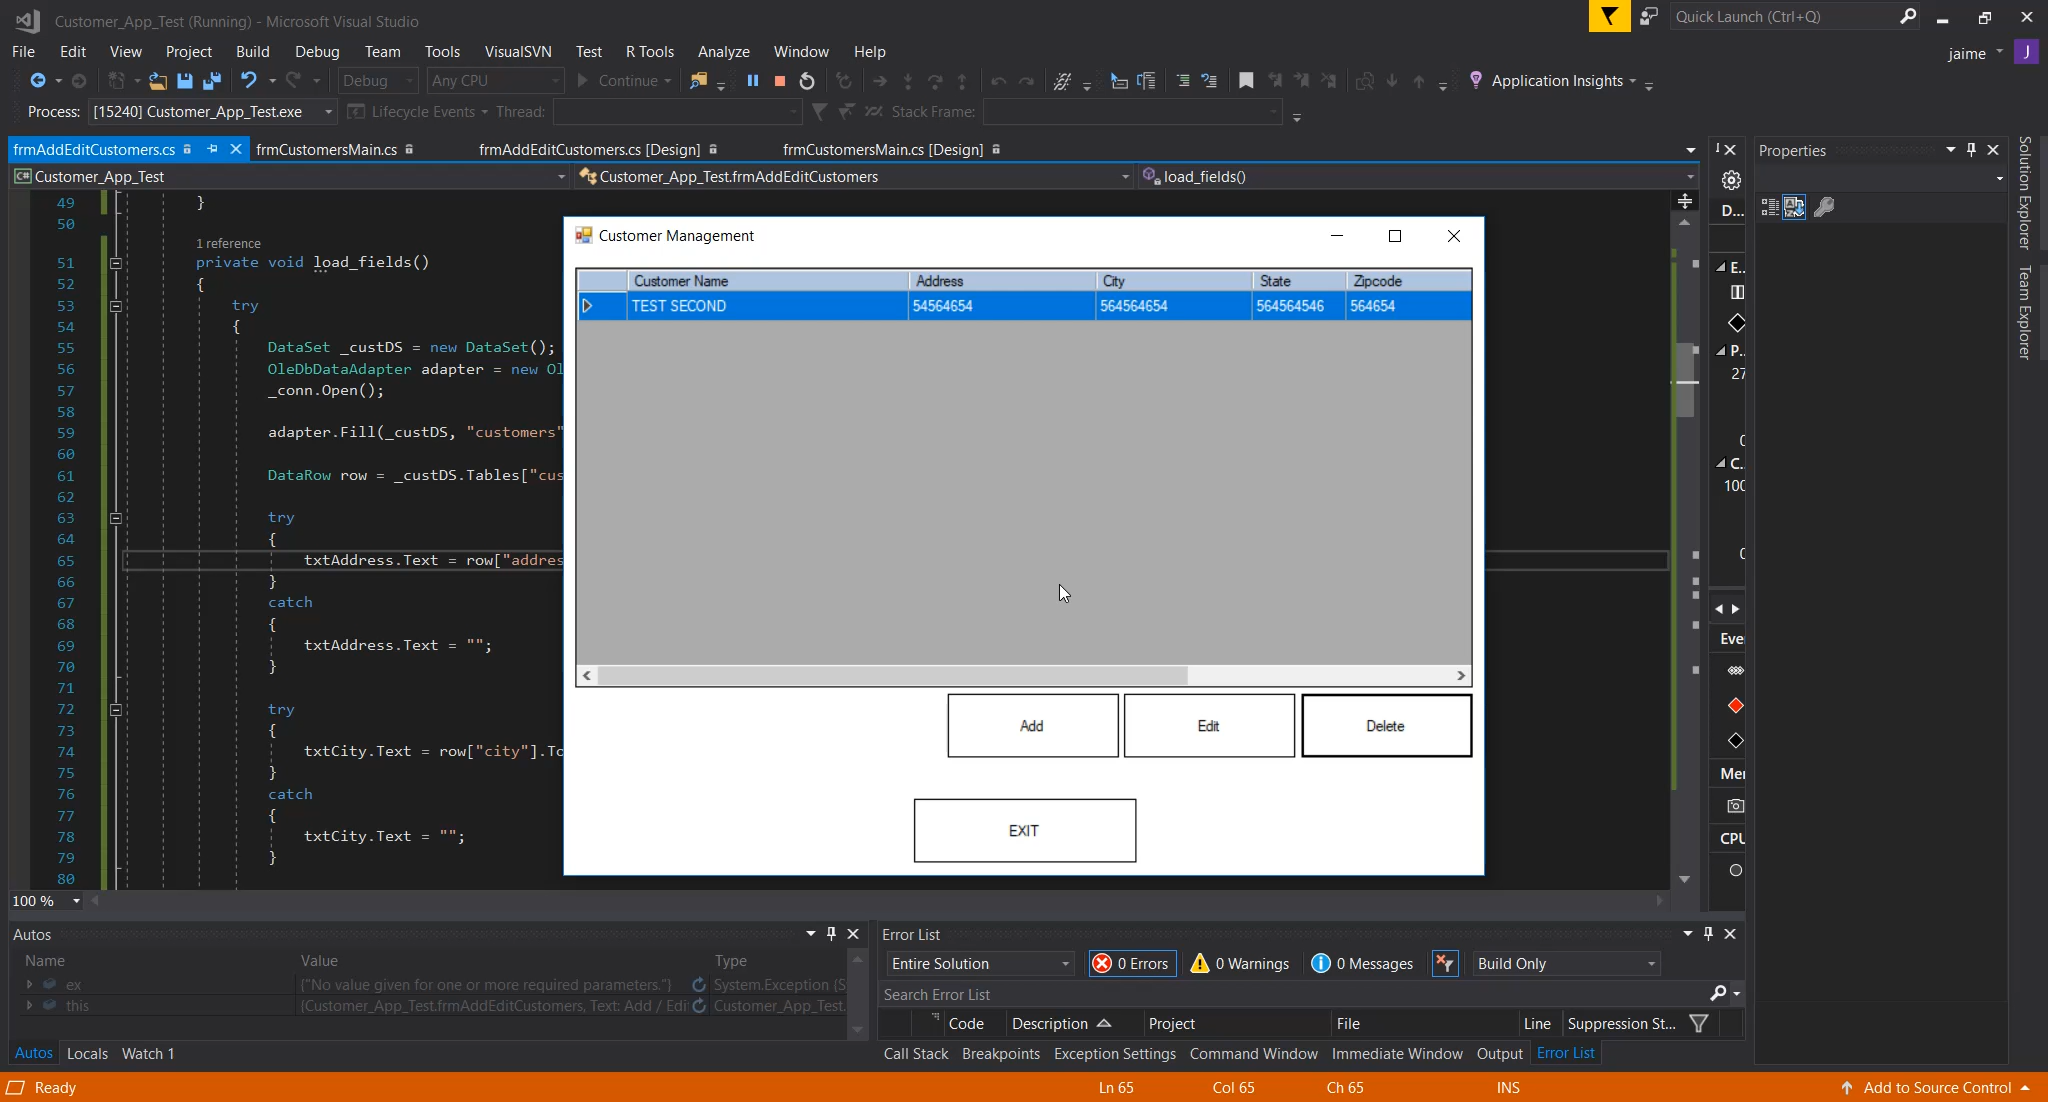 Customer_App_Test (Running) - Microsoft Visual Studio
Quick Launch (Ctrl+Q)
File Edit View Project Build Debug Team Tools VisualSVN Test R Tools Analyze Window Help
jaime J
Debug Any CPU Continue Application Insights
Process: [15240] Customer_App_Test.exe Lifecycle Events Thread: Stack Frame:
frmAddEditCustomers.cs frmCustomersMain.cs frmAddEditCustomers.cs [Design] frmCustomersMain.cs [Design]
Properties
C# Customer_App_Test Customer_App_Test.frmAddEditCustomers load_fields()
Solution Explorer
Team Explorer
D...
E..
P..
27
0
C..
100
0
Eve
Mer
CPU
49 }
50
1 reference
51 private void load_fields()
52 {
53 try
54 {
55 DataSet _custDS = new DataSet();
56 OleDbDataAdapter adapter = new Ol
57 _conn.Open();
58
59 adapter.Fill(_custDS, "customers"
60
61 DataRow row = _custDS.Tables["cus
62
63 try
64 {
65 txtAddress.Text = row["addres
66 }
67 catch
68 {
69 txtAddress.Text = "";
70 }
71
72 try
73 {
74 txtCity.Text = row["city"].To
75 }
76 catch
77 {
78 txtCity.Text = "";
79 }
80
Customer Management
Customer Name Address City State Zipcode
TEST SECOND 54564654 564564654 564564546 564654
Add Edit Delete
EXIT
100 %
Autos
Name Value Type
ex {"No value given for one or more required parameters."} System.Exception {S
this {Customer_App_Test.frmAddEditCustomers, Text: Add / Edi Customer_App_Test.
Autos Locals Watch 1
Error List
Entire Solution 0 Errors 0 Warnings 0 Messages Build Only
Search Error List
Code Description Project File Line Suppression St...
Call Stack Breakpoints Exception Settings Command Window Immediate Window Output Error List
Ready Ln 65 Col 65 Ch 65 INS Add to Source Control